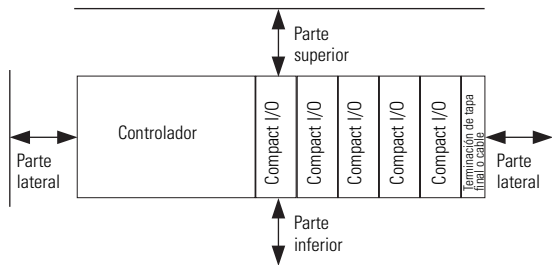 Parte
superior
Controlador
Compact I/O
Compact I/O
Compact I/O
Compact I/O
Compact I/O
Terminación de tapa
final o cable
Parte
lateral
Parte
lateral
Parte
inferior